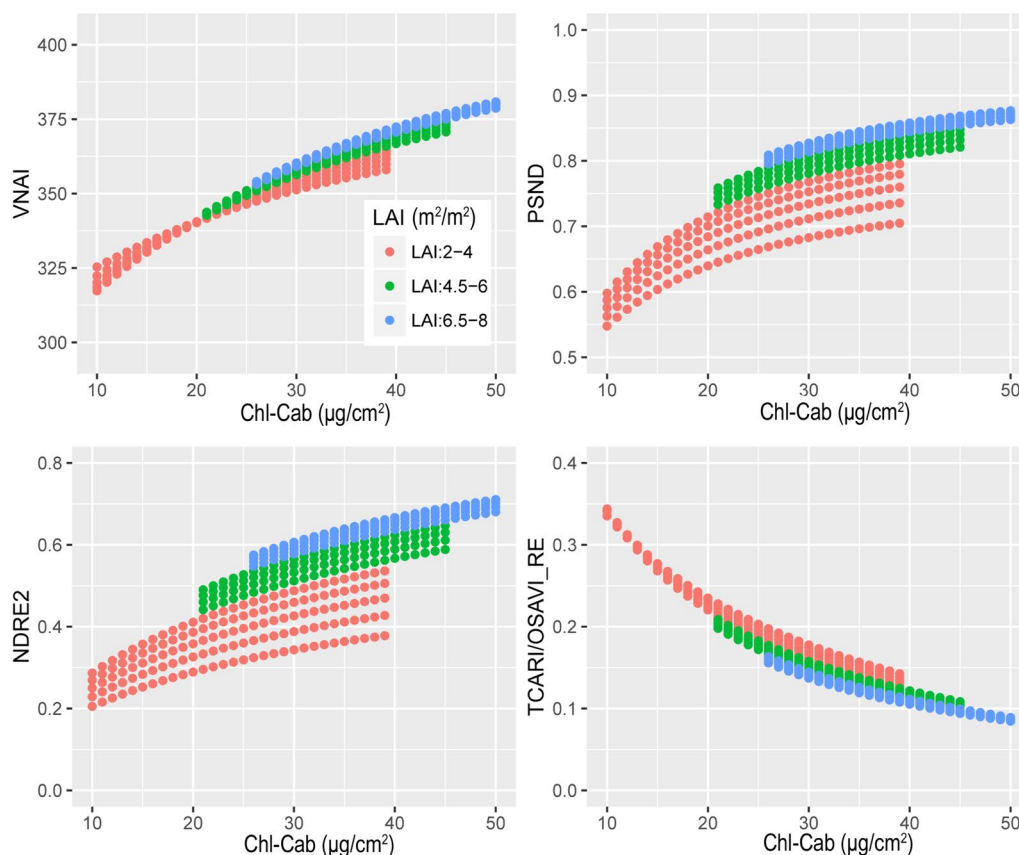 400
375
350
325
300
VNAI
10 20 30 40 50
Chl-Cab (µg/cm²)
LAI (m²/m²)
LAI:2−4
LAI:4.5−6
LAI:6.5−8
1.0
0.9
0.8
0.7
0.6
0.5
PSND
10 20 30 40 50
Chl-Cab (µg/cm²)
0.8
0.6
0.4
0.2
0.0
NDRE2
10 20 30 40 50
Chl-Cab (µg/cm²)
0.4
0.3
0.2
0.1
0.0
TCARI/OSAVI_RE
10 20 30 40 50
Chl-Cab (µg/cm²)